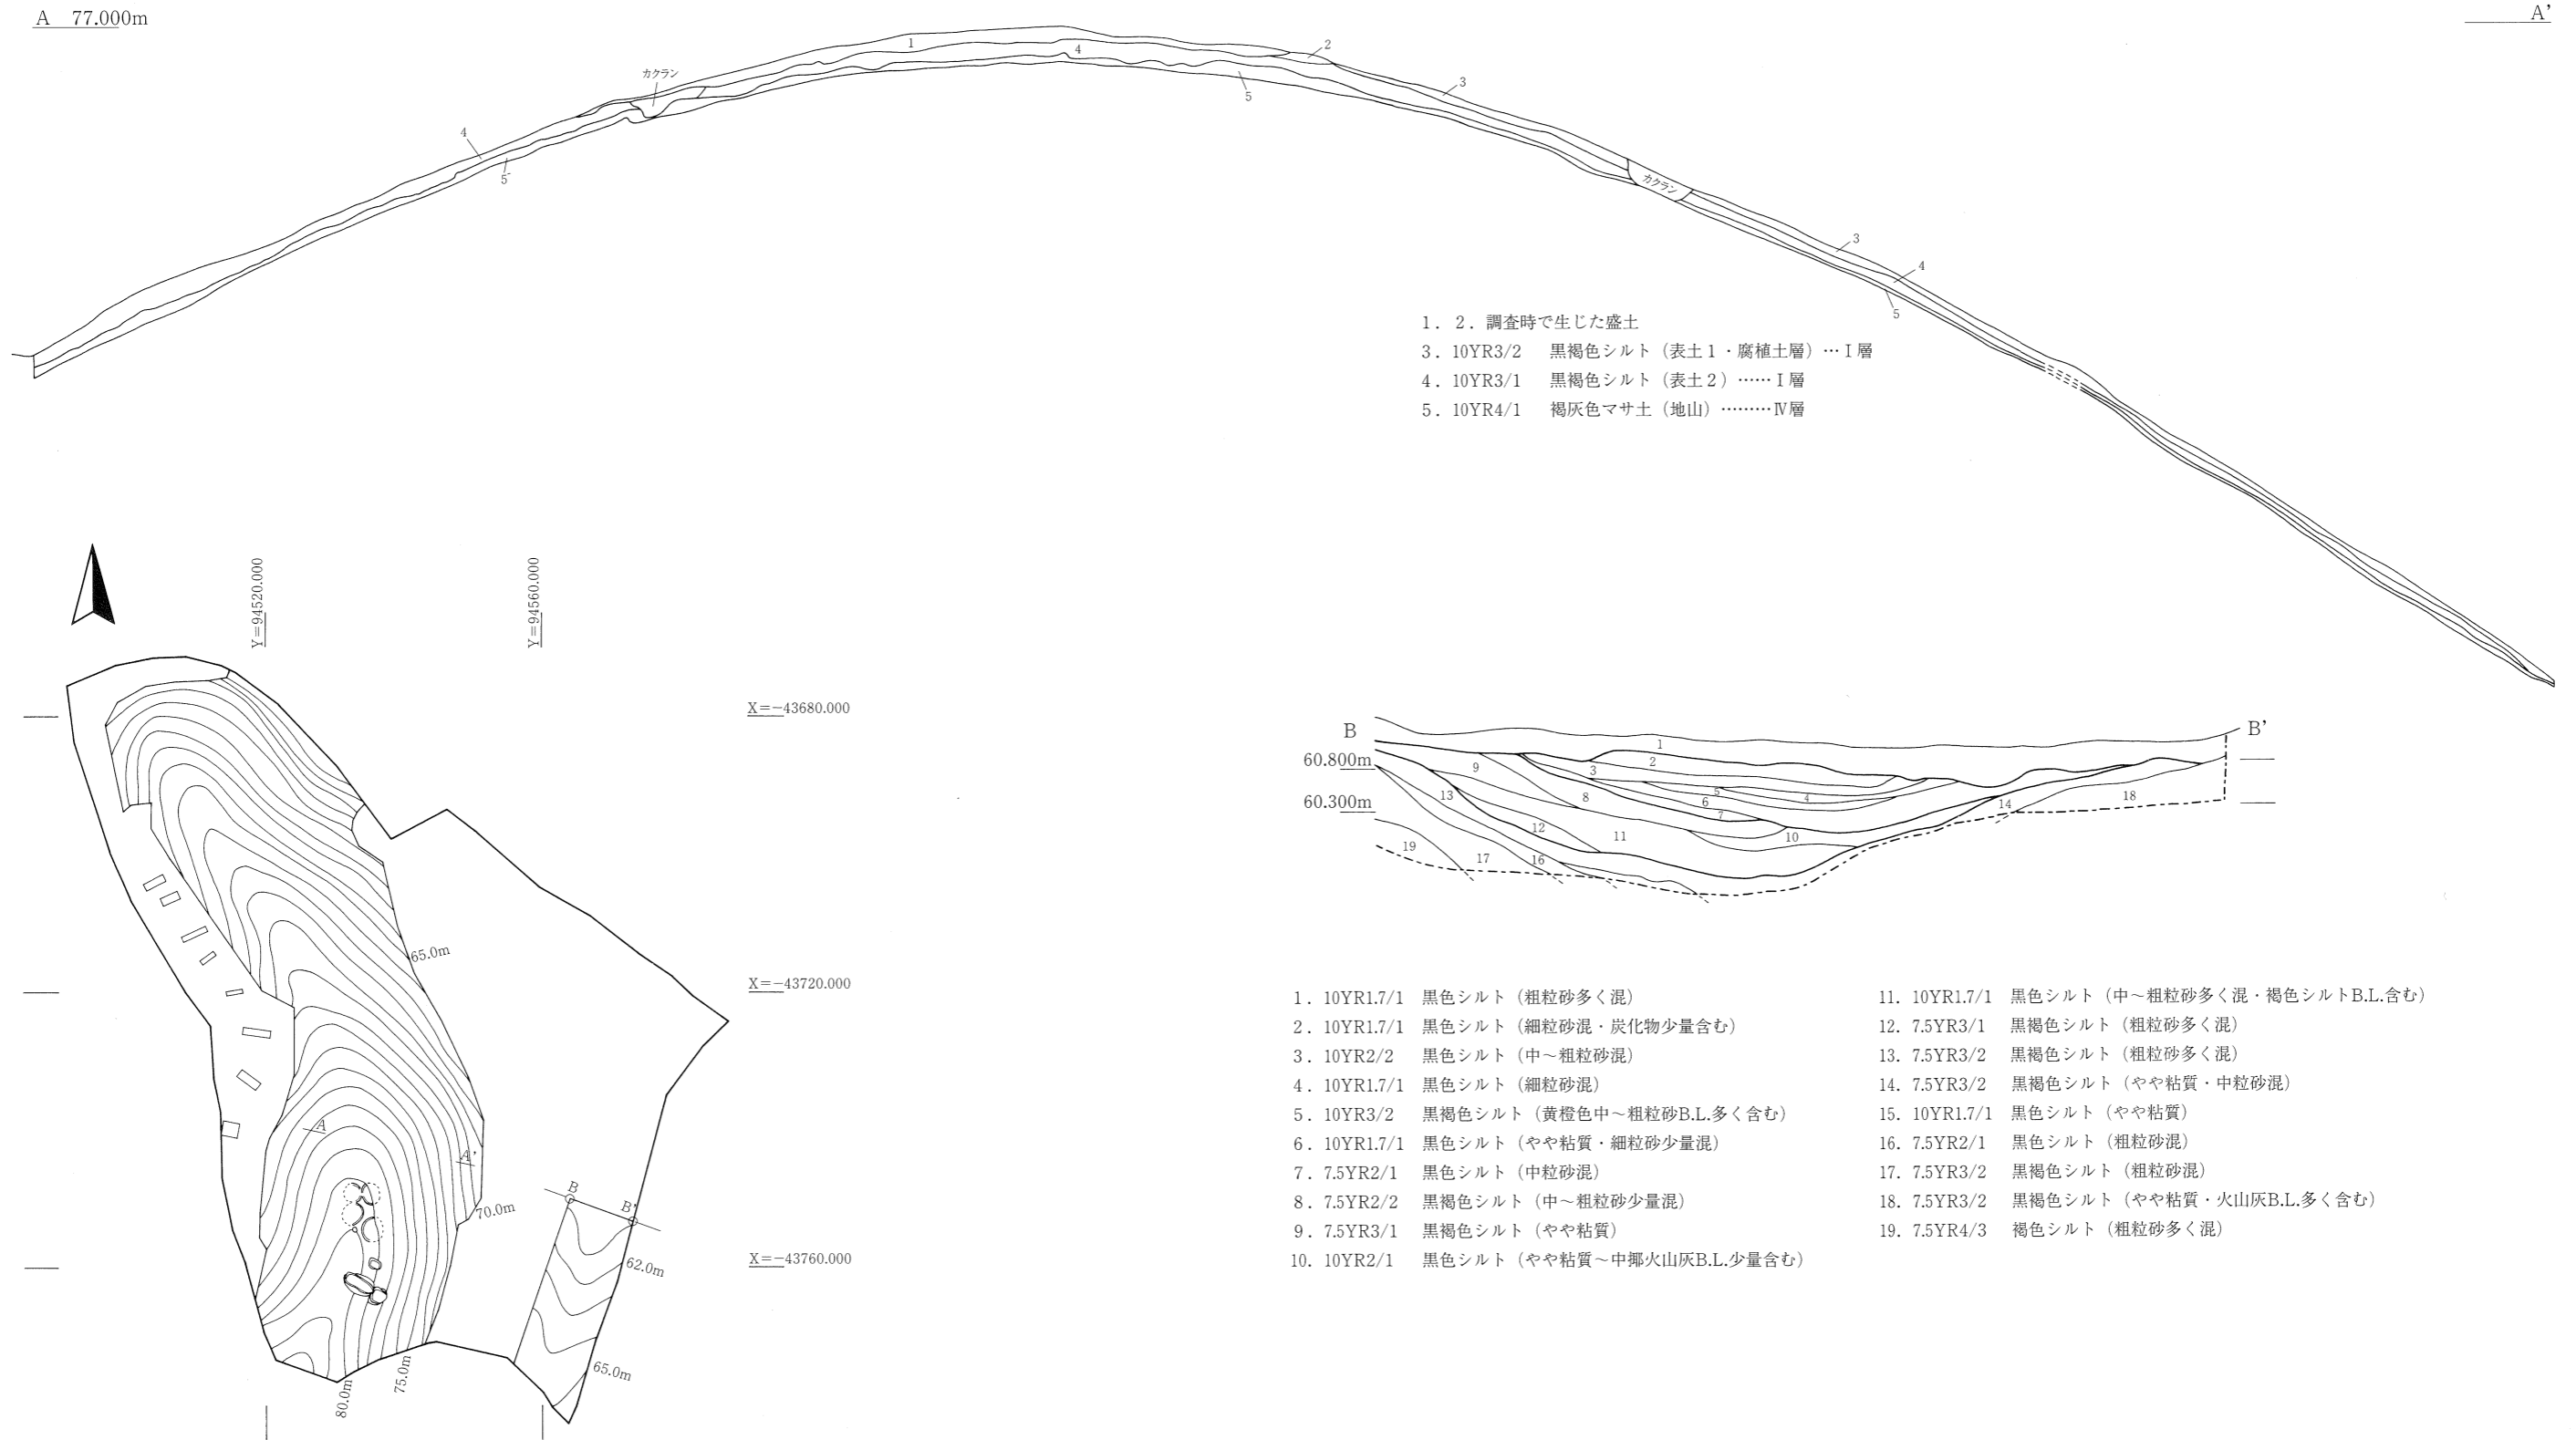 A 77.000m
A'
1
4
2
カクラン
3
5
4
5
カクラン
3
4
5
1．2．調査時で生じた盛土
3．10YR3/2 黒褐色シルト（表土1・腐植土層）…Ⅰ層
4．10YR3/1 黒褐色シルト（表土2）……Ⅰ層
5．10YR4/1 褐灰色マサ土（地山）………Ⅳ層
Y=94520.000
Y=94560.000
X=-43680.000
X=-43720.000
X=-43760.000
65.0m
A
A'
70.0m
B
B'
62.0m
65.0m
75.0m
80.0m
B
B'
60.800m
60.300m
1
2
9
3
5
4
8
6
7
13
14
18
12
11
10
19
17
16
1．10YR1.7/1 黒色シルト（粗粒砂多く混）
2．10YR1.7/1 黒色シルト（細粒砂混・炭化物少量含む）
3．10YR2/2 黒色シルト（中～粗粒砂混）
4．10YR1.7/1 黒色シルト（細粒砂混）
5．10YR3/2 黒褐色シルト（黄橙色中～粗粒砂B.L.多く含む）
6．10YR1.7/1 黒色シルト（やや粘質・細粒砂少量混）
7．7.5YR2/1 黒色シルト（中粒砂混）
8．7.5YR2/2 黒褐色シルト（中～粗粒砂少量混）
9．7.5YR3/1 黒褐色シルト（やや粘質）
10．10YR2/1 黒色シルト（やや粘質～中掫火山灰B.L.少量含む）
11．10YR1.7/1 黒色シルト（中～粗粒砂多く混・褐色シルトB.L.含む）
12．7.5YR3/1 黒褐色シルト（粗粒砂多く混）
13．7.5YR3/2 黒褐色シルト（粗粒砂多く混）
14．7.5YR3/2 黒褐色シルト（やや粘質・中粒砂混）
15．10YR1.7/1 黒色シルト（やや粘質）
16．7.5YR2/1 黒色シルト（粗粒砂混）
17．7.5YR3/2 黒褐色シルト（粗粒砂混）
18．7.5YR3/2 黒褐色シルト（やや粘質・火山灰B.L.多く含む）
19．7.5YR4/3 褐色シルト（粗粒砂多く混）